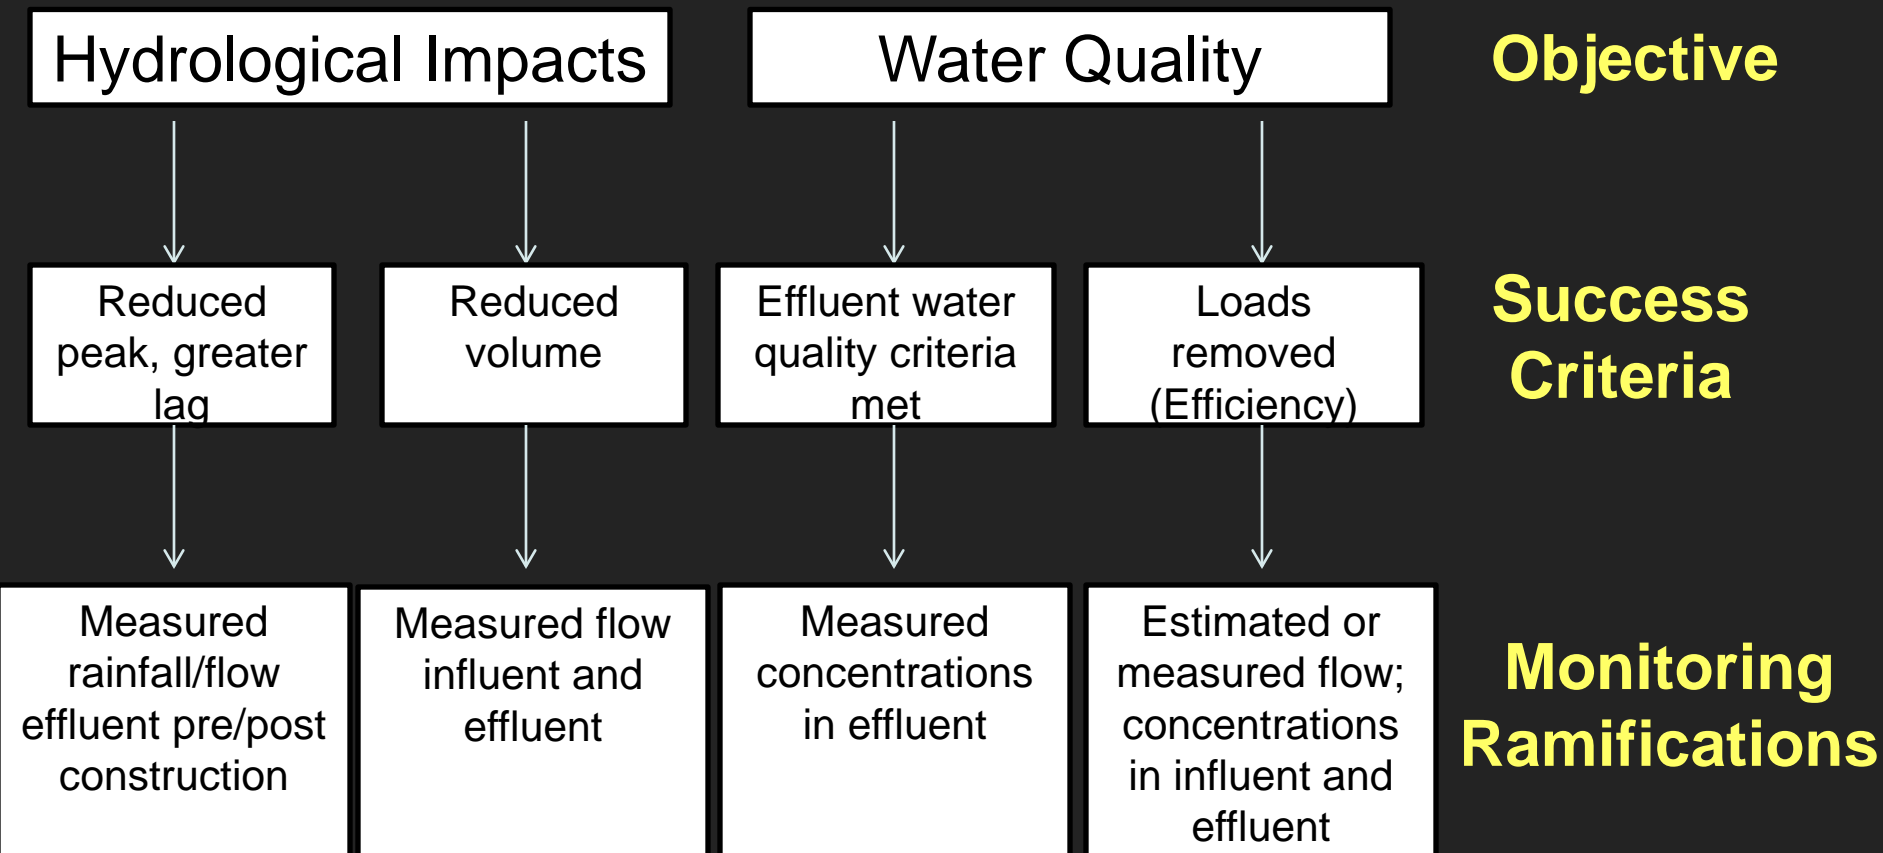 Hydrological Impacts
Water Quality
Objective
Reduced
peak, greater
lag
Reduced
volume
Effluent water
quality criteria
met
Loads
removed
(Efficiency)
Success
Criteria
Measured
rainfall/flow
effluent pre/post
construction
Measured flow
influent and
effluent
Measured
concentrations
in effluent
Estimated or
measured flow;
concentrations
in influent and
effluent
Monitoring
Ramifications